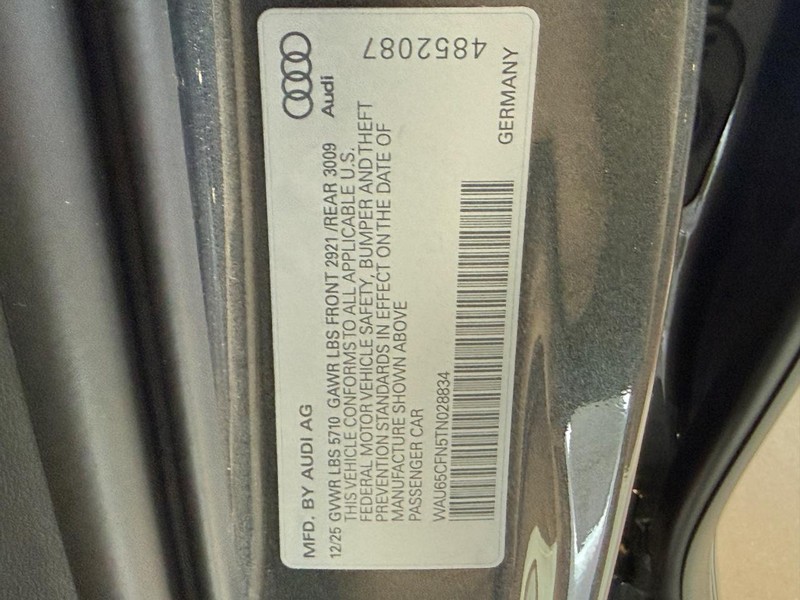 MFD. BY AUDI AG
12/25 GVWR LBS 5710 GAWR LBS FRONT 2921 /REAR 3009
THIS VEHICLE CONFORMS TO ALL APPLICABLE U.S.
FEDERAL MOTOR VEHICLE SAFETY, BUMPER AND THEFT
PREVENTION STANDARDS IN EFFECT ON THE DATE OF
MANUFACTURE SHOWN ABOVE
PASSENGER CAR
WAU65CFN5TN028834
Audi
4852087
GERMANY